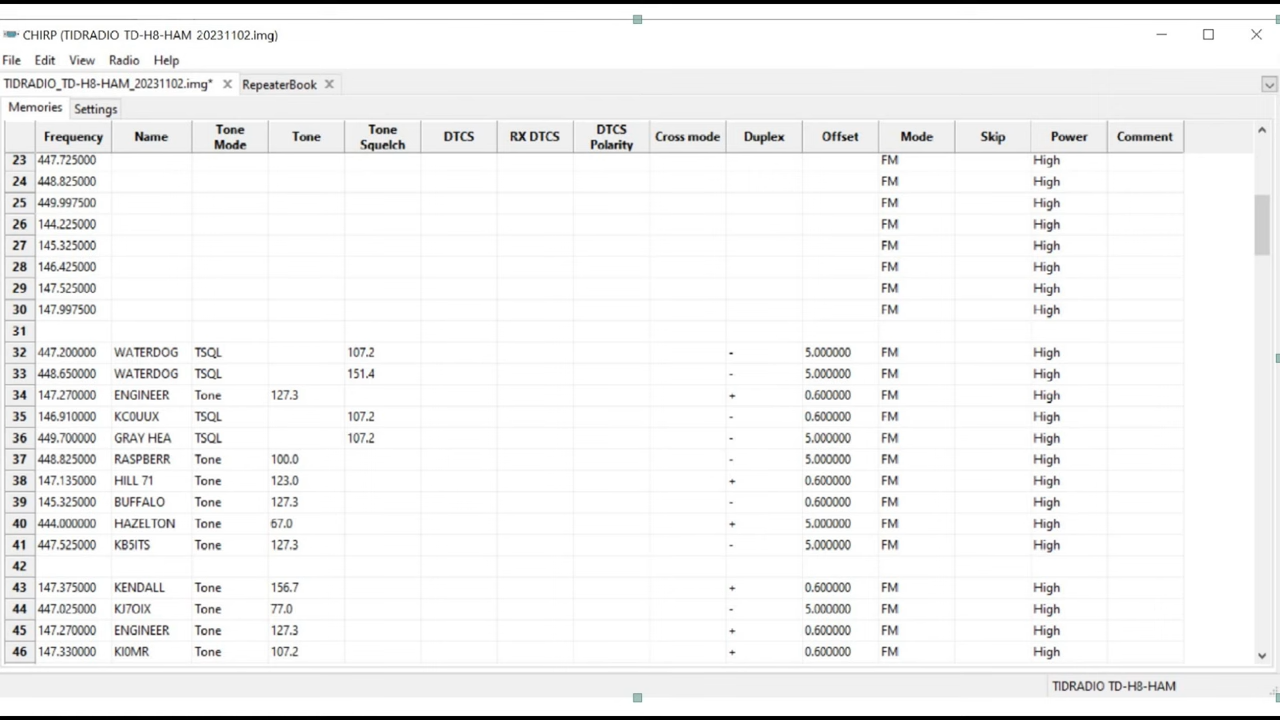 CHIRP (TIDRADIO TD-H8-HAM 20231102.img)
File Edit View Radio Help
TIDRADIO_TD-H8-HAM_20231102.img* RepeaterBook
Memories Settings
Frequency Name Tone Mode Tone Tone Squelch DTCS RX DTCS DTCS Polarity Cross mode Duplex Offset Mode Skip Power Comment
23 447.725000 FM High
24 448.825000 FM High
25 449.997500 FM High
26 144.225000 FM High
27 145.325000 FM High
28 146.425000 FM High
29 147.525000 FM High
30 147.997500 FM High
31
32 447.200000 WATERDOG TSQL 107.2 - 5.000000 FM High
33 448.650000 WATERDOG TSQL 151.4 - 5.000000 FM High
34 147.270000 ENGINEER Tone 127.3 + 0.600000 FM High
35 146.910000 KC0UUX TSQL 107.2 - 0.600000 FM High
36 449.700000 GRAY HEA TSQL 107.2 - 5.000000 FM High
37 448.825000 RASPBERR Tone 100.0 - 5.000000 FM High
38 147.135000 HILL 71 Tone 123.0 + 0.600000 FM High
39 145.325000 BUFFALO Tone 127.3 - 0.600000 FM High
40 444.000000 HAZELTON Tone 67.0 + 5.000000 FM High
41 447.525000 KB5ITS Tone 127.3 - 5.000000 FM High
42
43 147.375000 KENDALL Tone 156.7 + 0.600000 FM High
44 447.025000 KJ7OIX Tone 77.0 - 5.000000 FM High
45 147.270000 ENGINEER Tone 127.3 + 0.600000 FM High
46 147.330000 KI0MR Tone 107.2 + 0.600000 FM High
TIDRADIO TD-H8-HAM